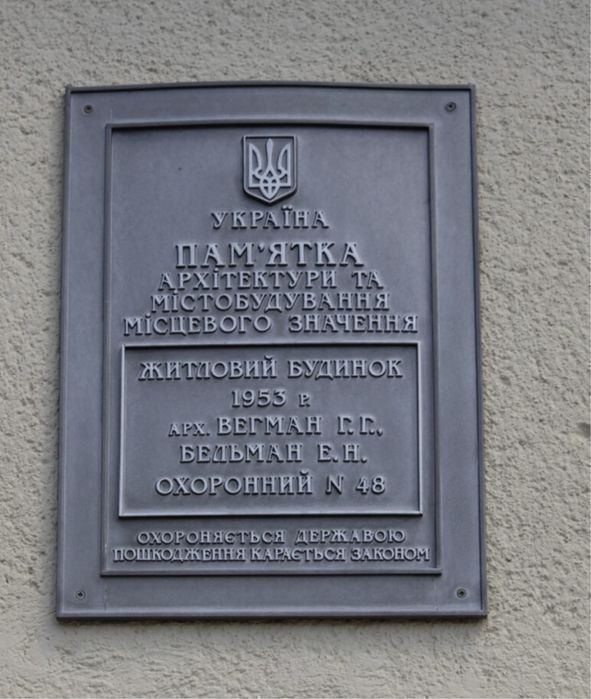 УКРАЇНА
ПАМ'ЯТКА
АРХІТЕКТУРИ ТА
МІСТОБУДУВАННЯ
МІСЦЕВОГО ЗНАЧЕННЯ
ЖИТЛОВИЙ БУДИНОК
1953 Р.
АРХ. ВЕГМАН Г.Г.,
БЕЛЬМАН Е.Н.
ОХОРОННИЙ N 48
ОХОРОНЯЄТЬСЯ ДЕРЖАВОЮ
ПОШКОДЖЕННЯ КАРАЄТЬСЯ ЗАКОНОМ